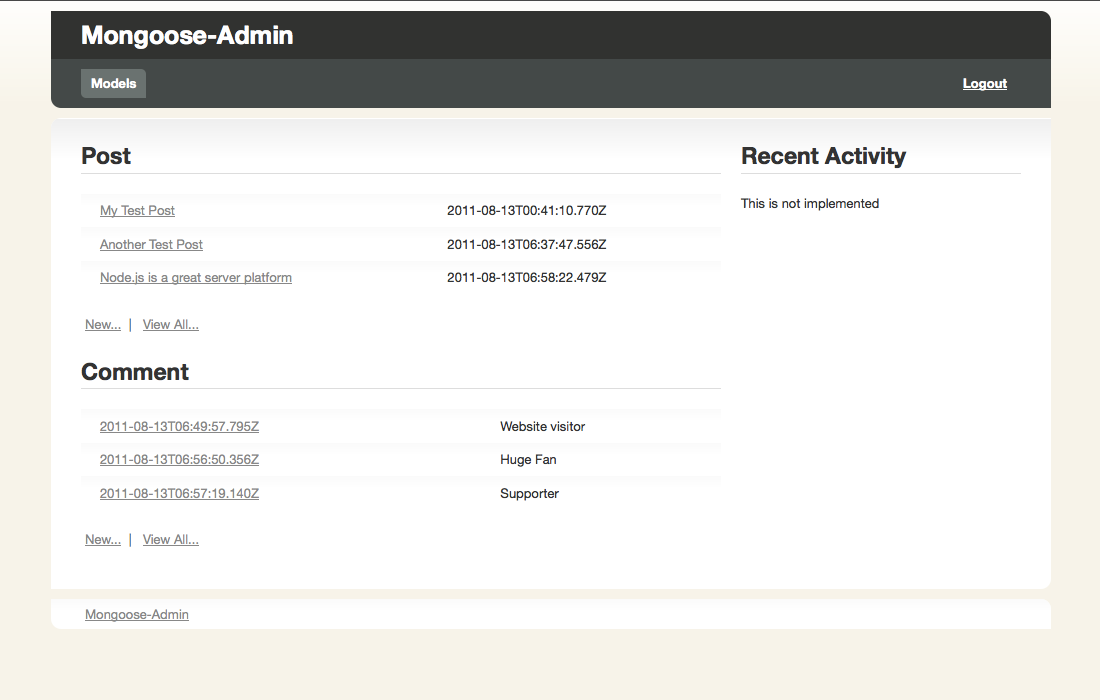 Mongoose-Admin
Models
Logout
Post
My Test Post 2011-08-13T00:41:10.770Z
Another Test Post 2011-08-13T06:37:47.556Z
Node.js is a great server platform 2011-08-13T06:58:22.479Z
New... | View All...
Comment
2011-08-13T06:49:57.795Z Website visitor
2011-08-13T06:56:50.356Z Huge Fan
2011-08-13T06:57:19.140Z Supporter
New... | View All...
Recent Activity
This is not implemented
Mongoose-Admin